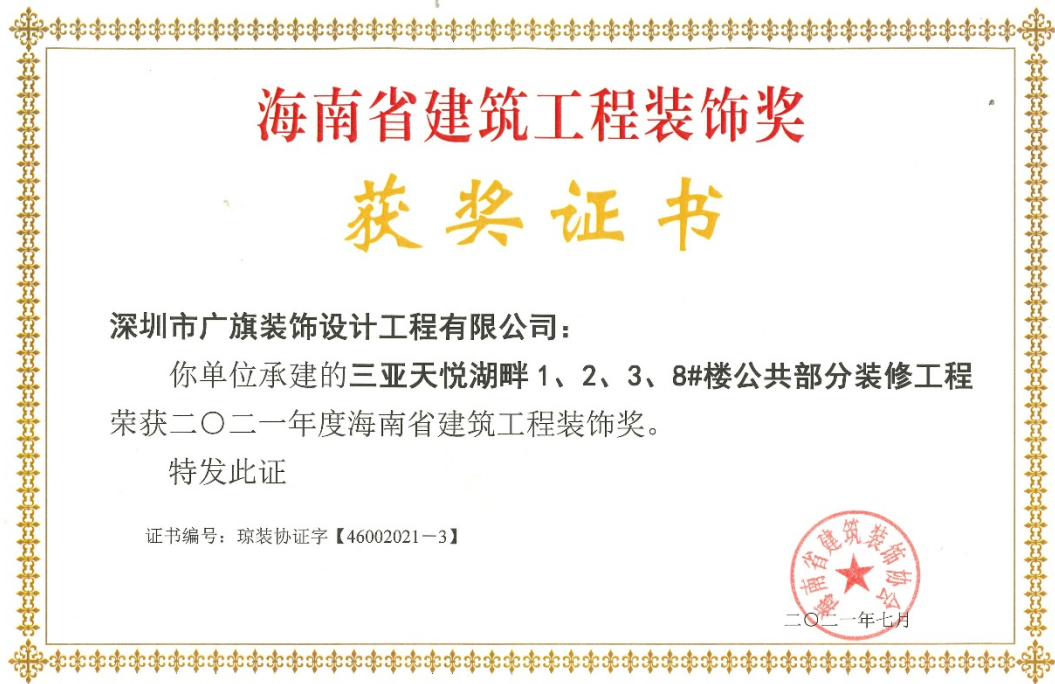 海南省建筑工程装饰奖
获奖证书
深圳市广旗装饰设计工程有限公司：
你单位承建的三亚天悦湖畔1、2、3、8#楼公共部分装修工程
荣获二〇二一年度海南省建筑工程装饰奖。
特发此证
证书编号：琼装协证字【46002021－3】
海南省建筑装饰协会
二〇二一年七月